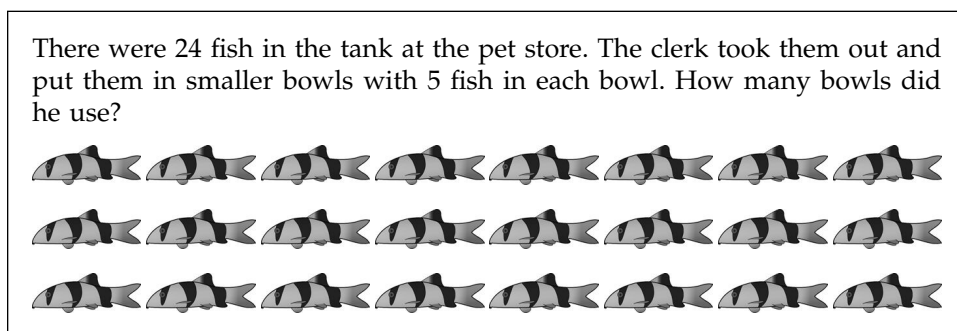 There were 24 fish in the tank at the pet store. The clerk took them out and
put them in smaller bowls with 5 fish in each bowl. How many bowls did
he use?